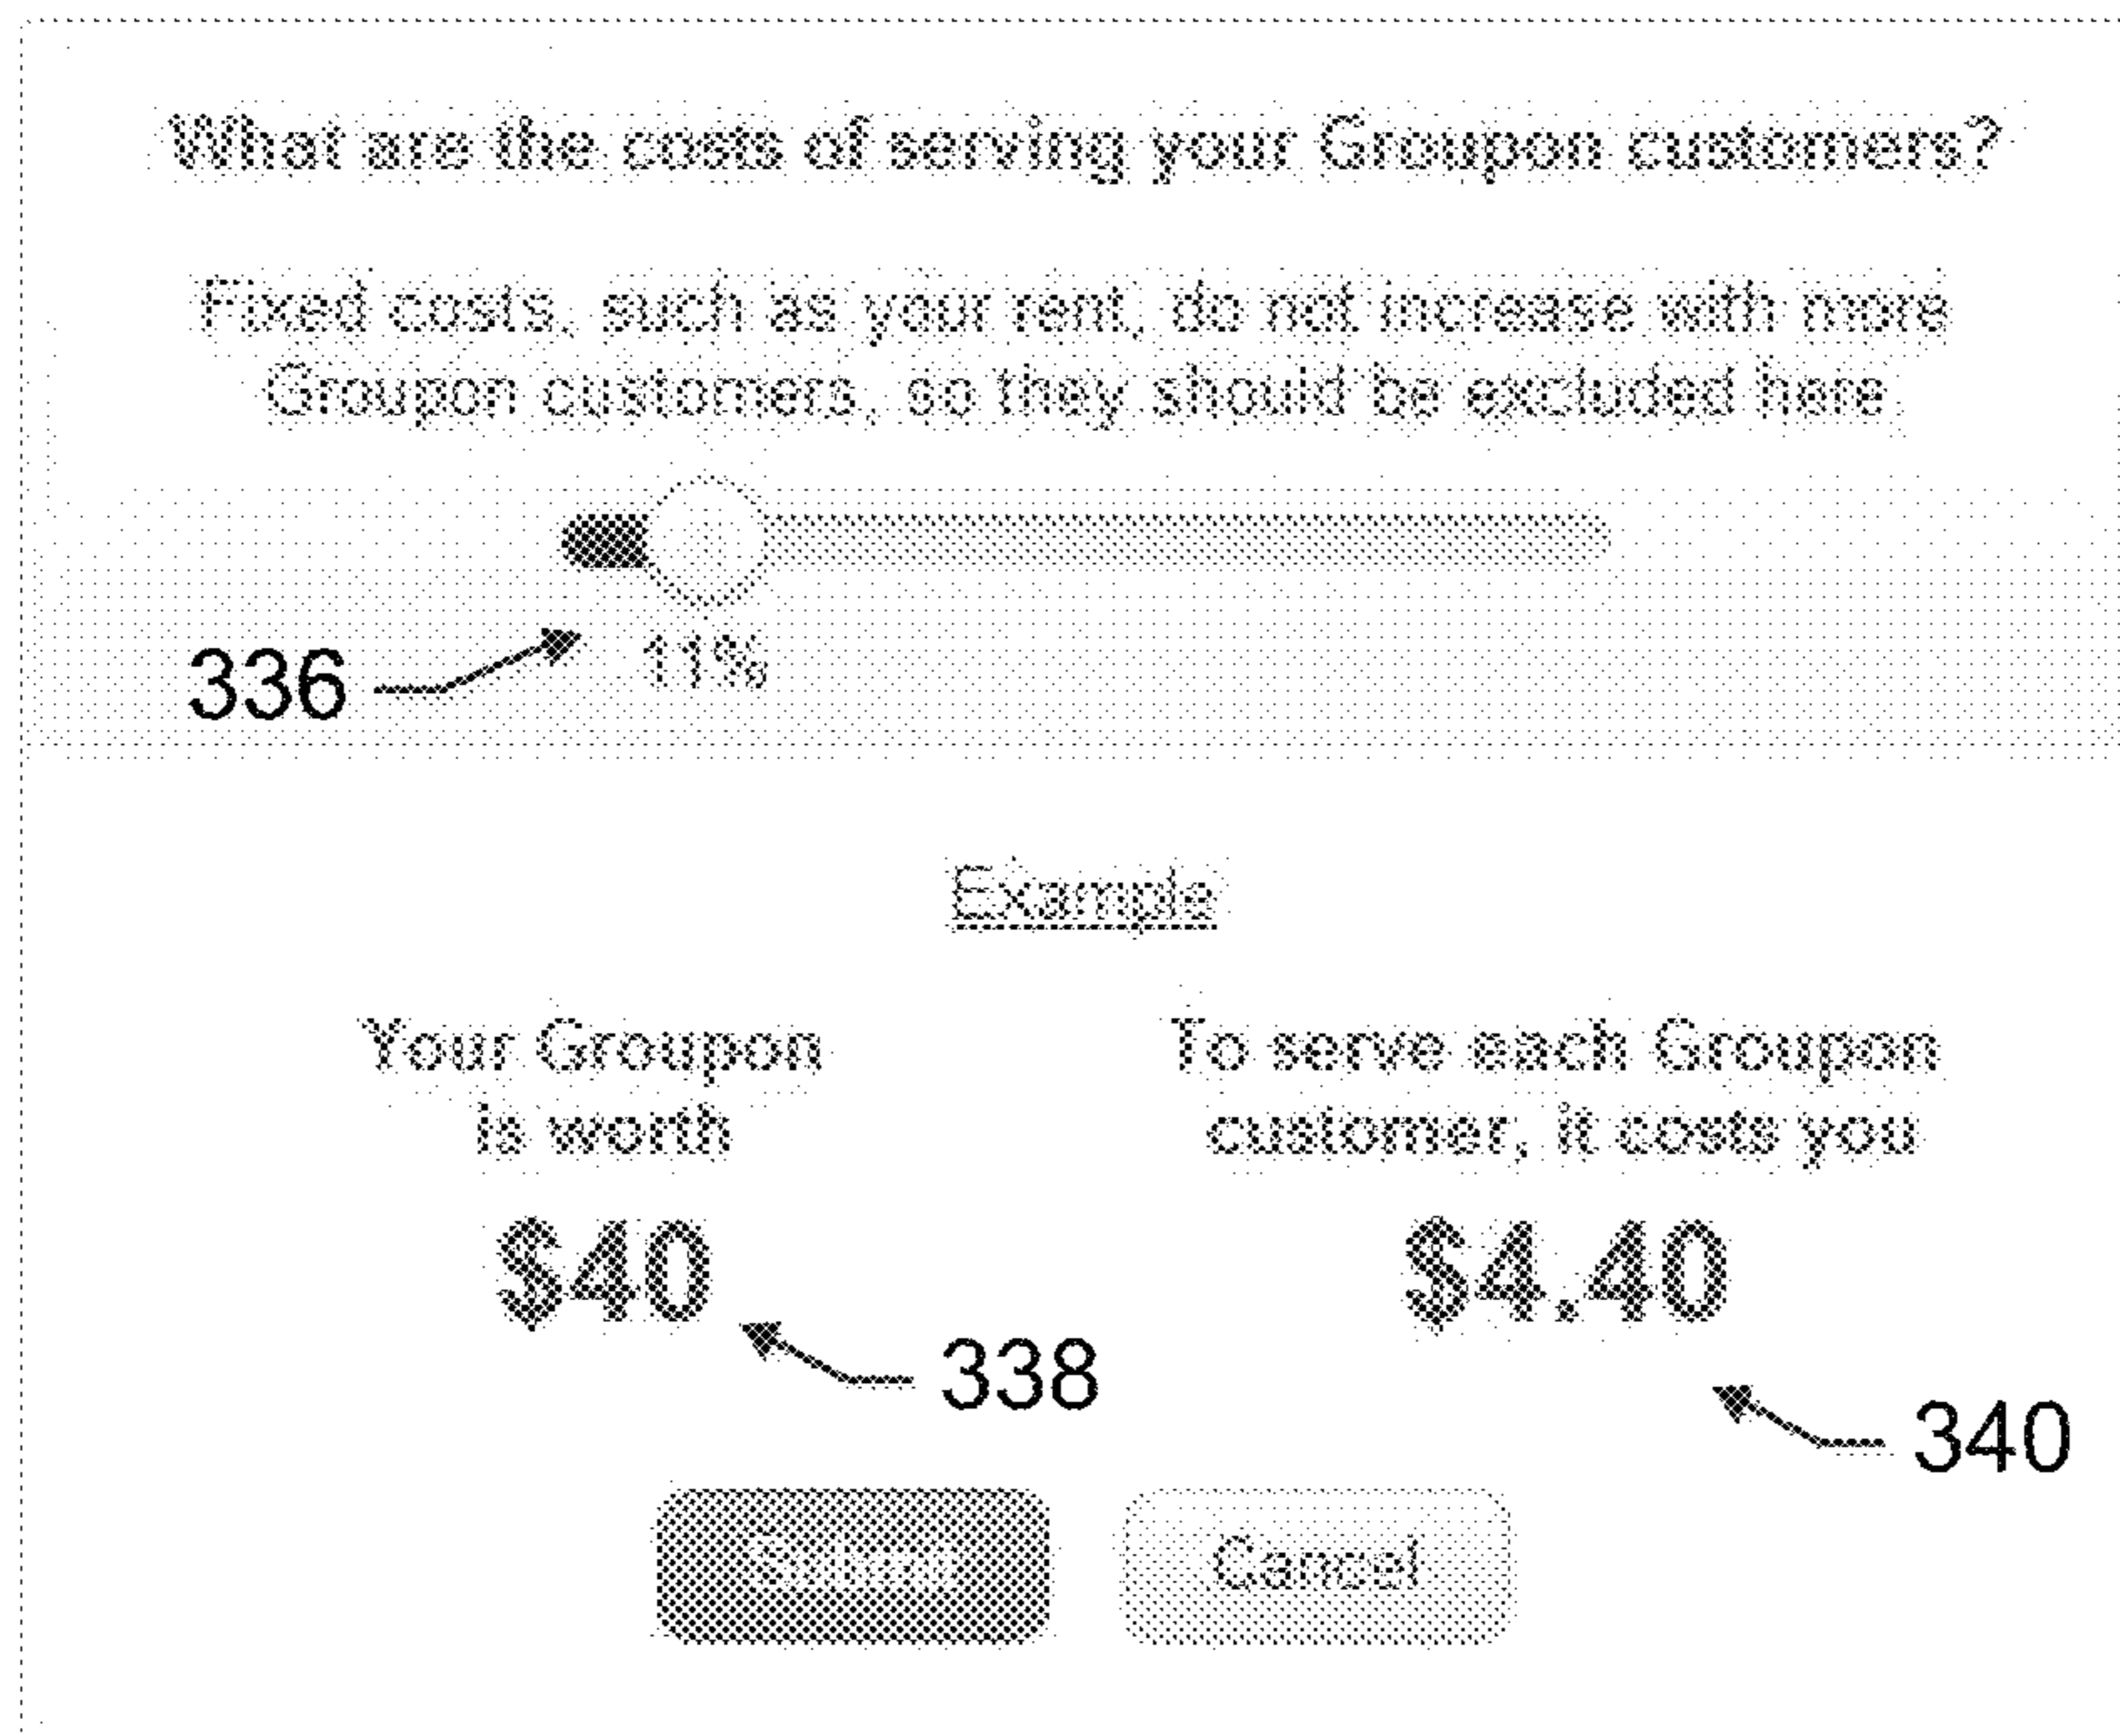 What are the costs of serving your Groupon customers?
Fixed costs, such as your rent, do not increase with more
Groupon customers, so they should be excluded here.
11%
336
Example
Your Groupon
is worth
$40
338
To serve each Groupon
customer, it costs you
$4.40
340
Submit
Cancel